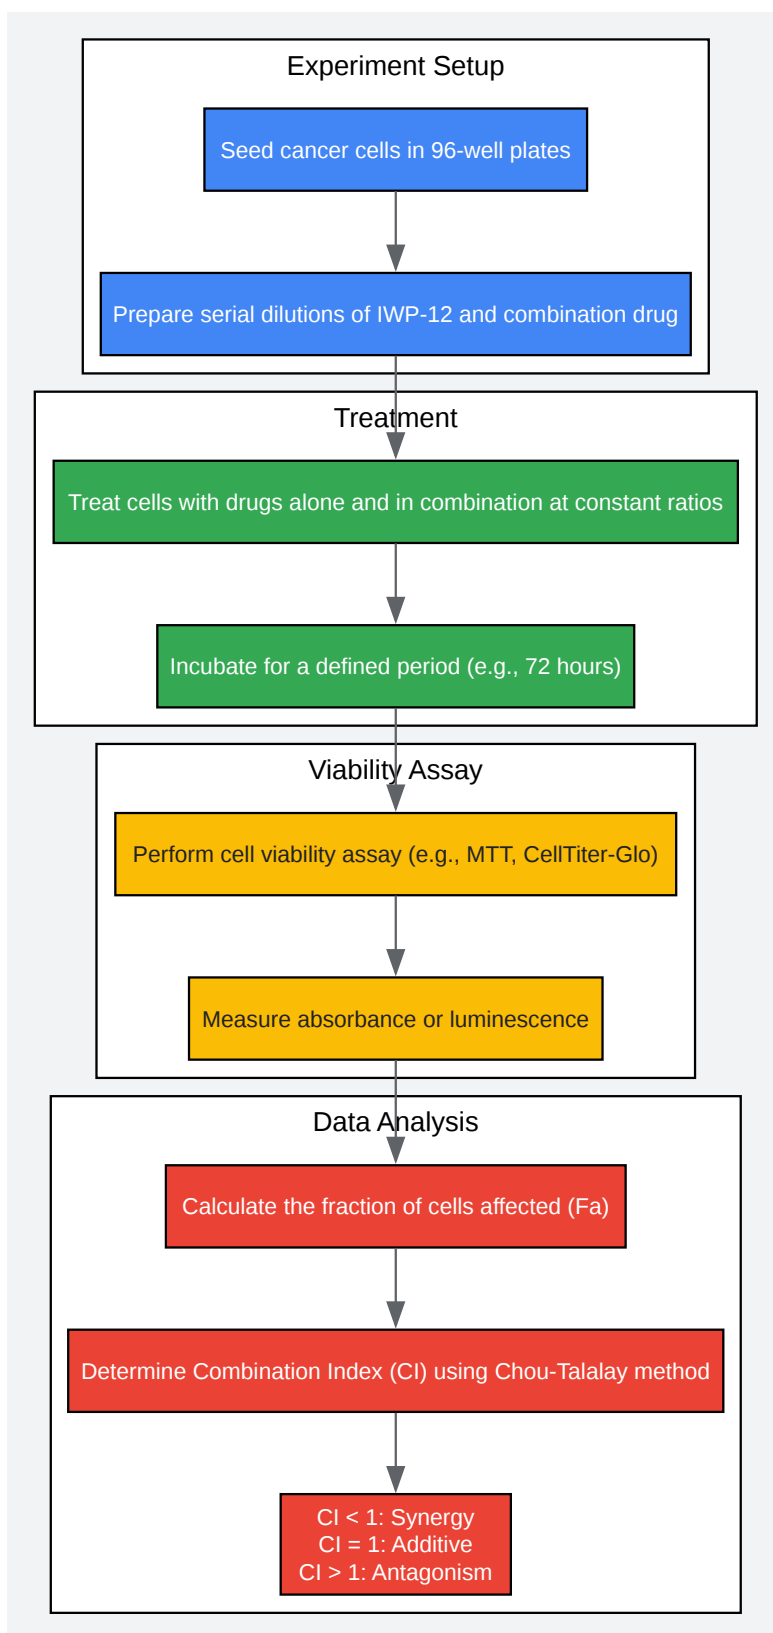 Experiment Setup
Seed cancer cells in 96-well plates
Prepare serial dilutions of IWP-12 and combination drug
Treatment
Treat cells with drugs alone and in combination at constant ratios
Incubate for a defined period (e.g., 72 hours)
Viability Assay
Perform cell viability assay (e.g., MTT, CellTiter-Glo)
Measure absorbance or luminescence
Data Analysis
Calculate the fraction of cells affected (Fa)
Determine Combination Index (CI) using Chou-Talalay method
CI < 1: Synergy
CI = 1: Additive
CI > 1: Antagonism